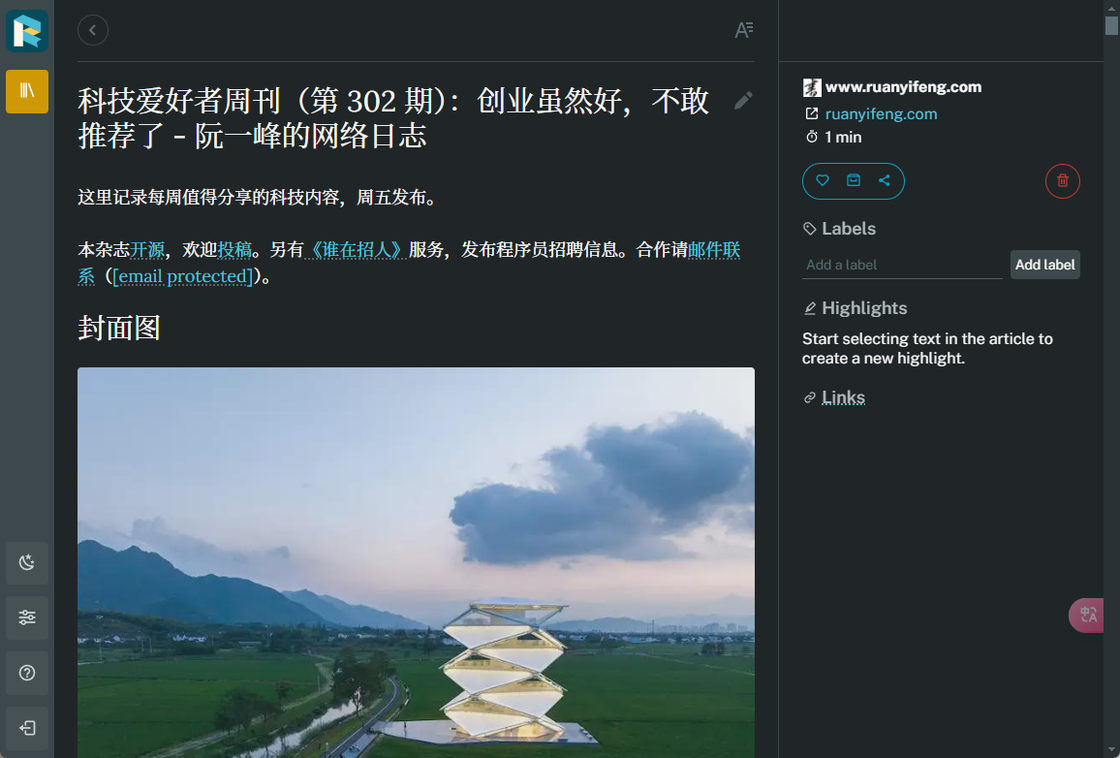 科技爱好者周刊（第 302 期）：创业虽然好，不敢
推荐了 - 阮一峰的网络日志
这里记录每周值得分享的科技内容，周五发布。
本杂志开源，欢迎投稿。另有《谁在招人》服务，发布程序员招聘信息。合作请邮件联
系（[email protected]）。
封面图
www.ruanyifeng.com
ruanyifeng.com
1 min
Labels
Add a label
Add label
Highlights
Start selecting text in the article to
create a new highlight.
Links
中A